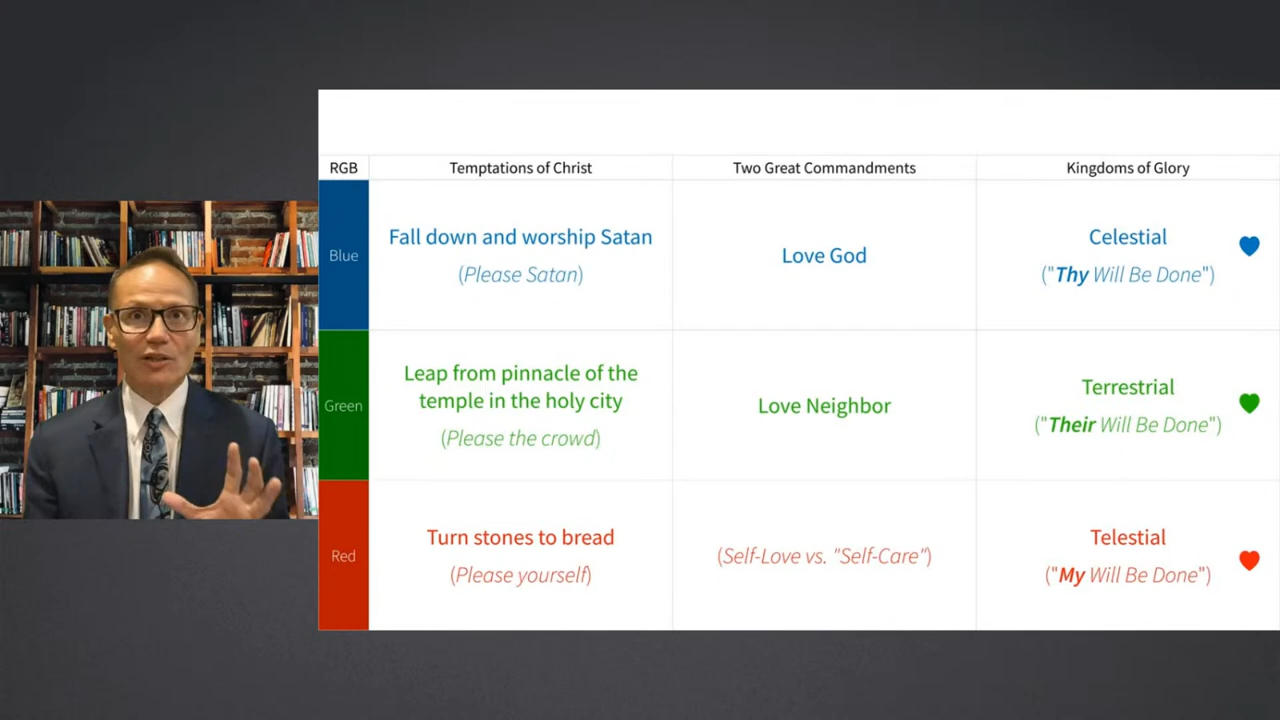 RGB Temptations of Christ Two Great Commandments Kingdoms of Glory
Blue
Fall down and worship Satan
(Please Satan)
Love God
Celestial
("Thy Will Be Done")
Green
Leap from pinnacle of the
temple in the holy city
(Please the crowd)
Love Neighbor
Terrestrial
("Their Will Be Done")
Red
Turn stones to bread
(Please yourself)
(Self-Love vs. "Self-Care")
Telestial
("My Will Be Done")